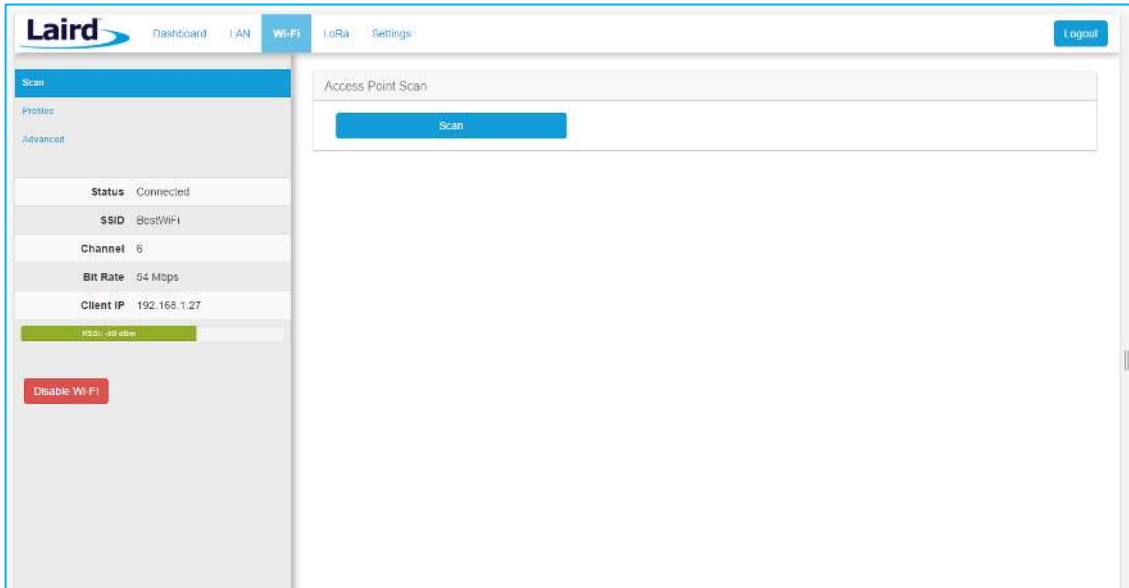 Laird Dashboard LAN Wi-Fi LoRa Settings Logout
Scan
Profiles
Advanced
Status Connected
SSID BestWiFi
Channel 6
Bit Rate 54 Mbps
Client IP 192.168.1.27
RSSI: dBm
Disable Wi-Fi
Access Point Scan
Scan